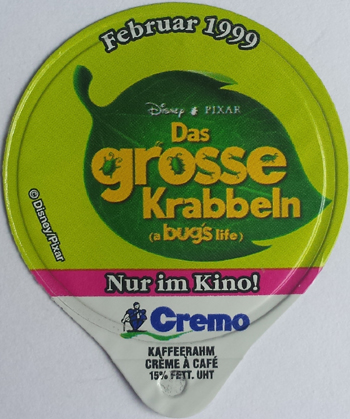 Februar 1999
Disney PIXAR
Das
grosse
Krabbeln
(a bug's life)
©Disney/Pixar
Nur im Kino!
Cremo
KAFFEERAHM
CRÈME À CAFÉ
15% FETT. UHT